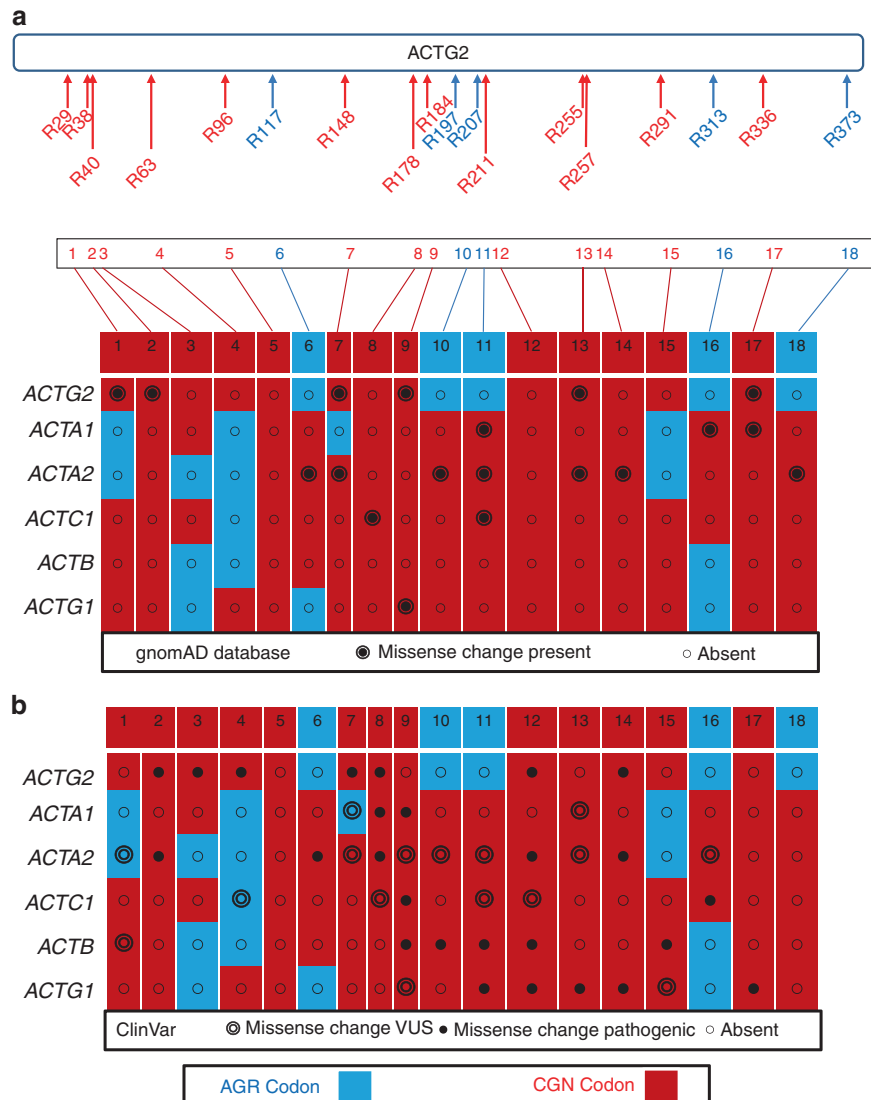 a
ACTG2
R29 R38 R40 R63 R96 R117 R148 R178 R184 R197 R207 R211 R255 R257 R291 R313 R336 R373
1 2 3 4 5 6 7 8 9 10 11 12 13 14 15 16 17 18
1 2 3 4 5 6 7 8 9 10 11 12 13 14 15 16 17 18
ACTG2
ACTA1
ACTA2
ACTC1
ACTB
ACTG1
gnomAD database Missense change present Absent
b
1 2 3 4 5 6 7 8 9 10 11 12 13 14 15 16 17 18
ACTG2
ACTA1
ACTA2
ACTC1
ACTB
ACTG1
ClinVar Missense change VUS Missense change pathogenic Absent
AGR Codon CGN Codon